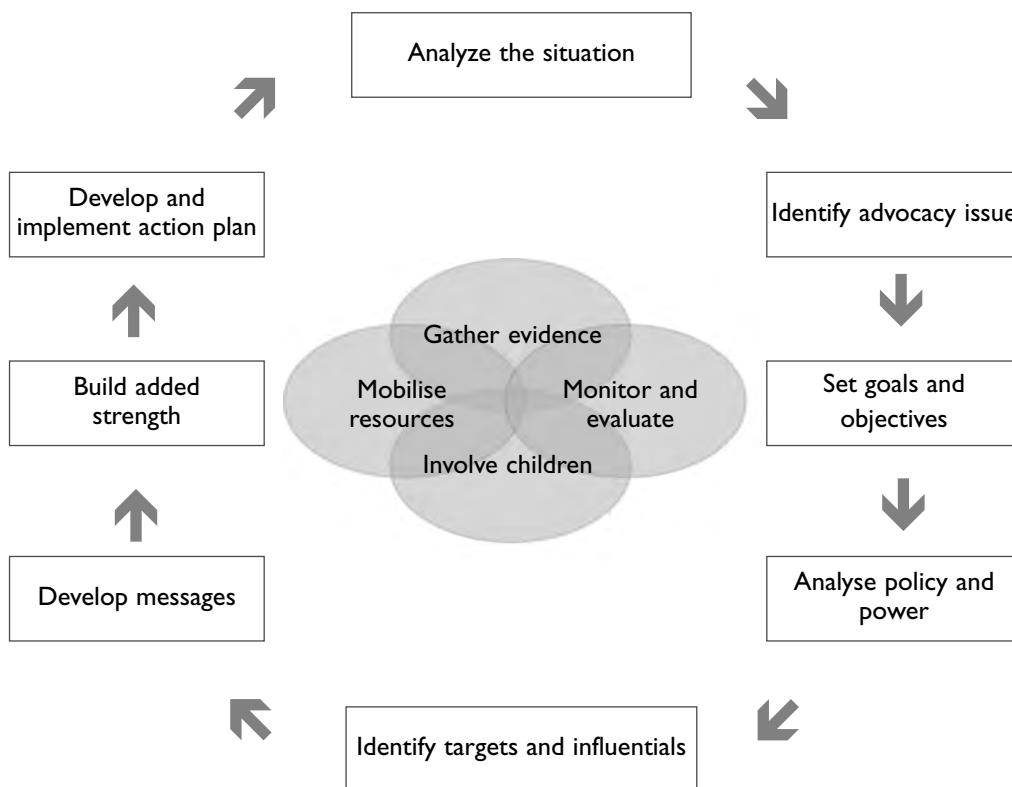 Analyze the situation
Identify advocacy issue
Set goals and
objectives
Analyse policy and
power
Identify targets and influentials
Develop messages
Build added
strength
Develop and
implement action plan
Gather evidence
Mobilise
resources
Monitor and
evaluate
Involve children